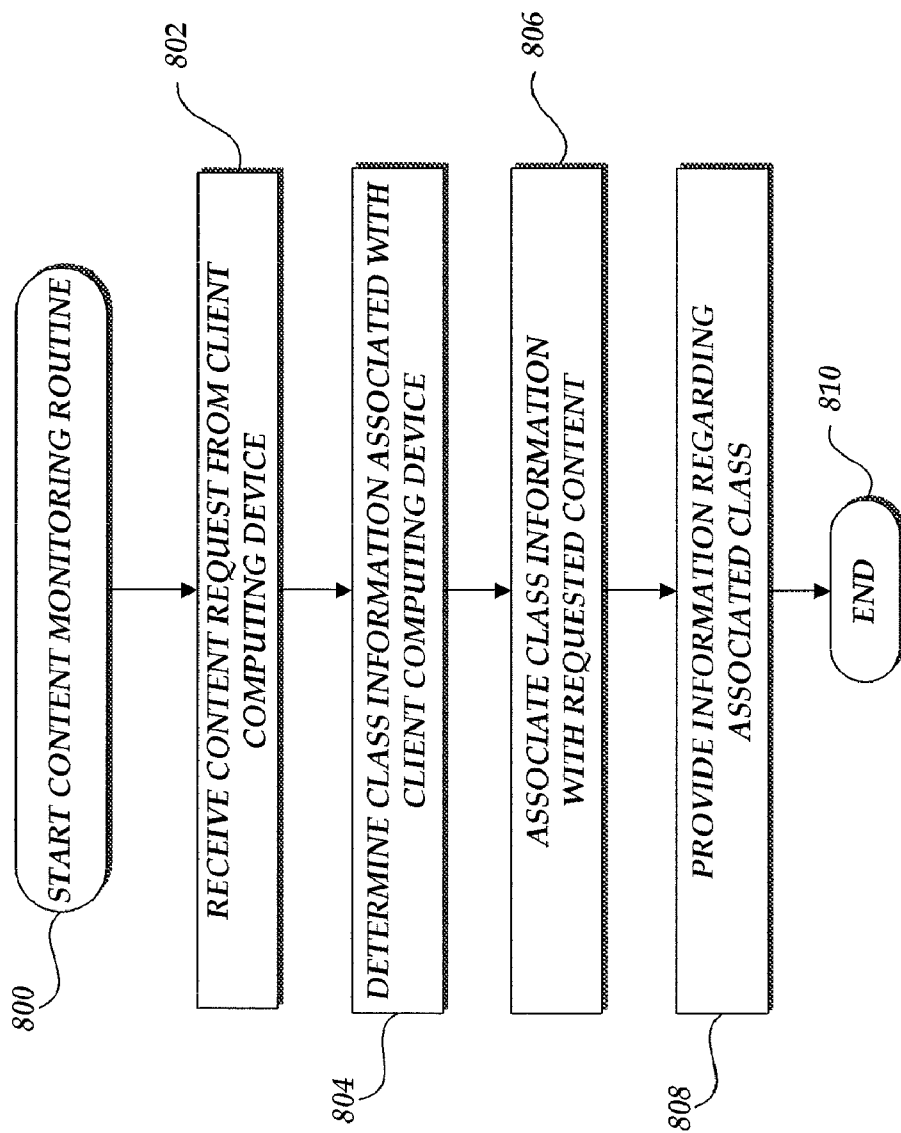 START CONTENT MONITORING ROUTINE
800
RECEIVE CONTENT REQUEST FROM CLIENT
COMPUTING DEVICE
802
DETERMINE CLASS INFORMATION ASSOCIATED WITH
CLIENT COMPUTING DEVICE
804
ASSOCIATE CLASS INFORMATION
WITH REQUESTED CONTENT
806
PROVIDE INFORMATION REGARDING
ASSOCIATED CLASS
808
END
810